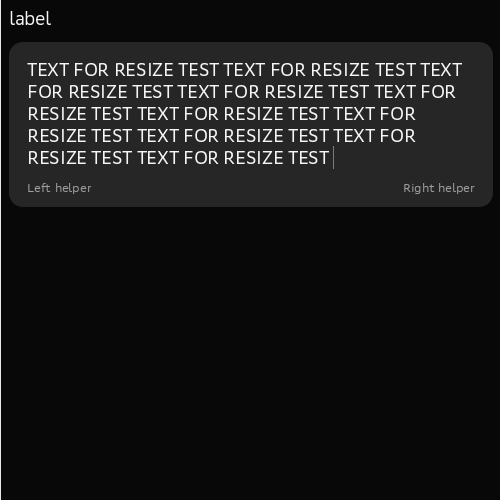 label
TEXT FOR RESIZE TEST TEXT FOR RESIZE TEST TEXT
FOR RESIZE TEST TEXT FOR RESIZE TEST TEXT FOR
RESIZE TEST TEXT FOR RESIZE TEST TEXT FOR
RESIZE TEST TEXT FOR RESIZE TEST TEXT FOR
RESIZE TEST TEXT FOR RESIZE TEST
Left helper Right helper